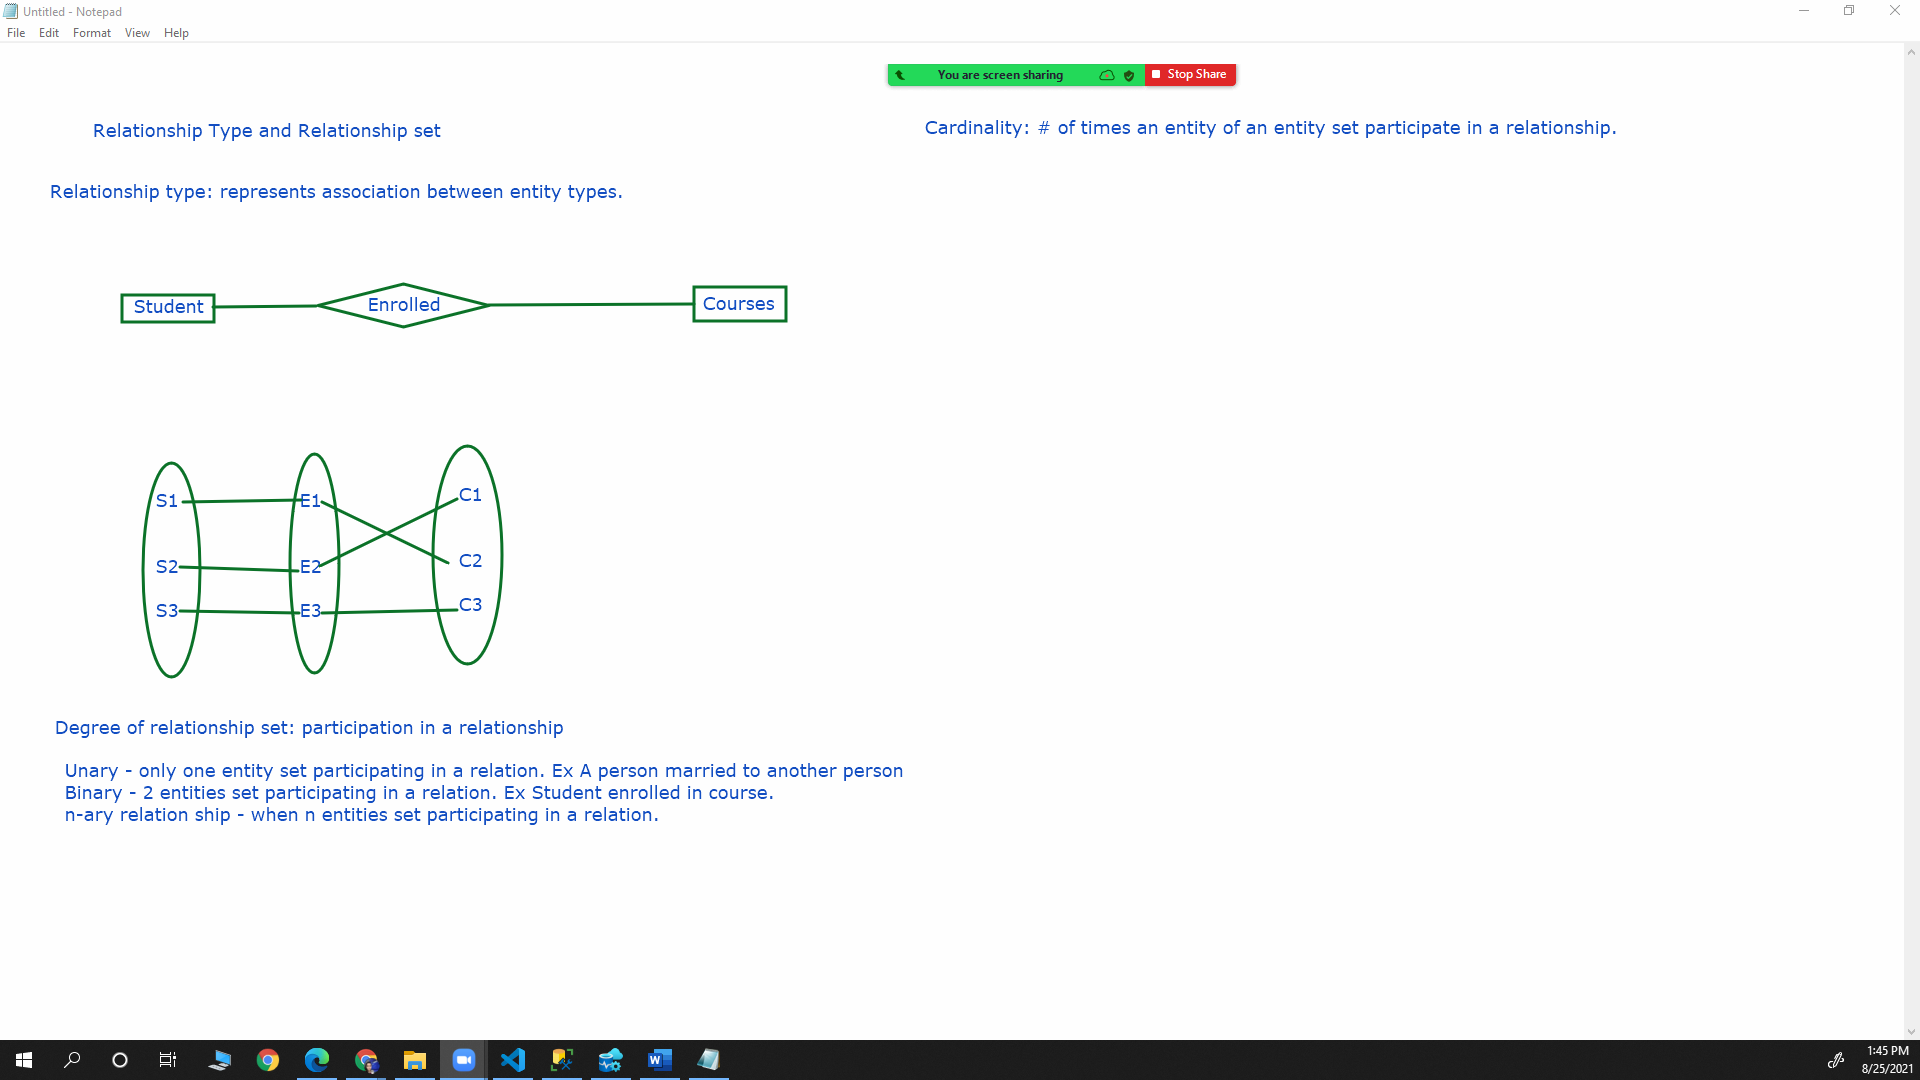 Untitled - Notepad
File Edit Format View Help
You are screen sharing
Stop Share
Relationship Type and Relationship set
Relationship type: represents association between entity types.
Student
Enrolled
Courses
S1
E1
C1
S2
E2
C2
S3
E3
C3
Degree of relationship set: participation in a relationship
Unary - only one entity set participating in a relation. Ex A person married to another person
Binary - 2 entities set participating in a relation. Ex Student enrolled in course.
n-ary relation ship - when n entities set participating in a relation.
Cardinality: # of times an entity of an entity set participate in a relationship.
1:45 PM
8/25/2021